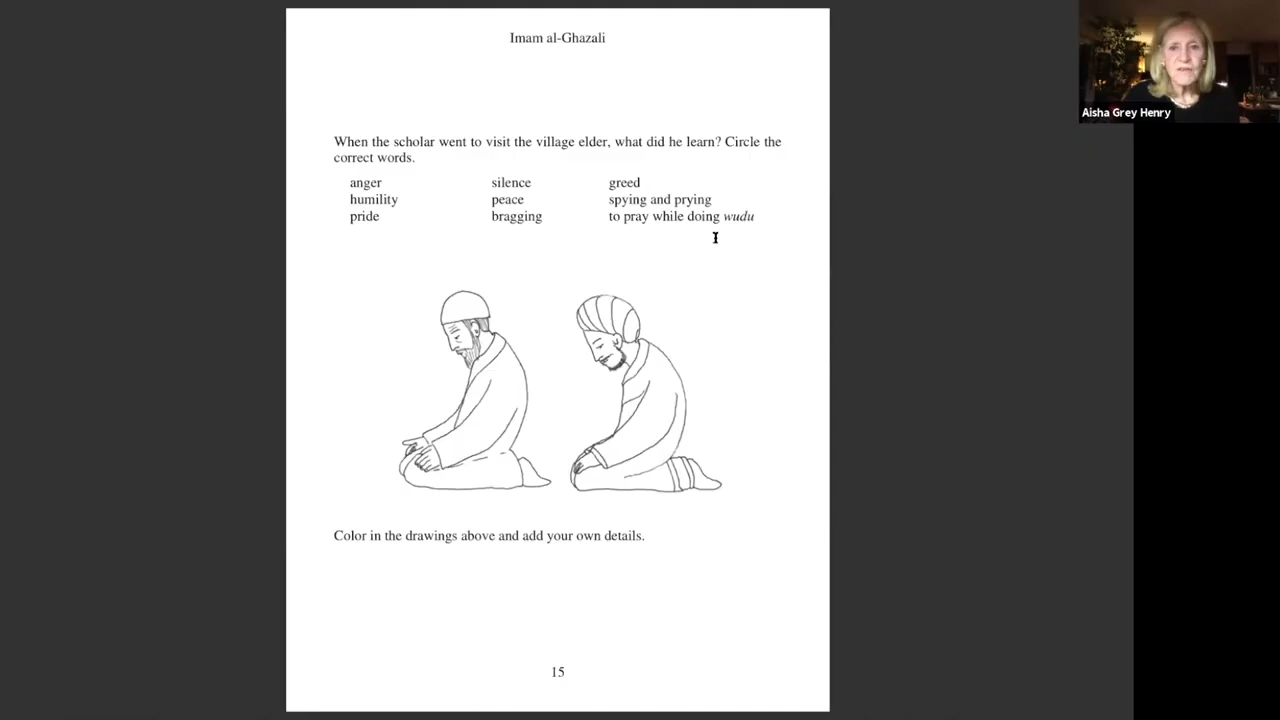 Imam al-Ghazali
When the scholar went to visit the village elder, what did he learn? Circle the
correct words.
anger silence greed
humility peace spying and prying
pride bragging to pray while doing wudu
Color in the drawings above and add your own details.
15
Aisha Grey Henry